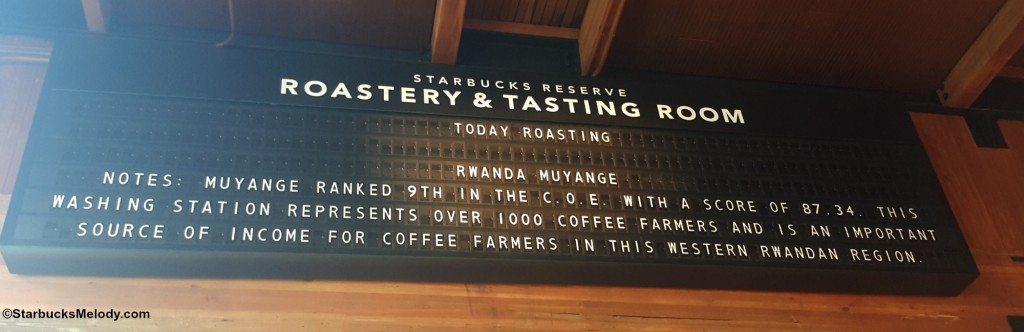 STARBUCKS RESERVE
ROASTERY & TASTING ROOM
TODAY ROASTING
RWANDA MUYANGE
NOTES: MUYANGE RANKED 9TH IN THE C.O.E. WITH A SCORE OF 87.34. THIS
WASHING STATION REPRESENTS OVER 1000 COFFEE FARMERS AND IS AN IMPORTANT
SOURCE OF INCOME FOR COFFEE FARMERS IN THIS WESTERN RWANDAN REGION.
©StarbucksMelody.com